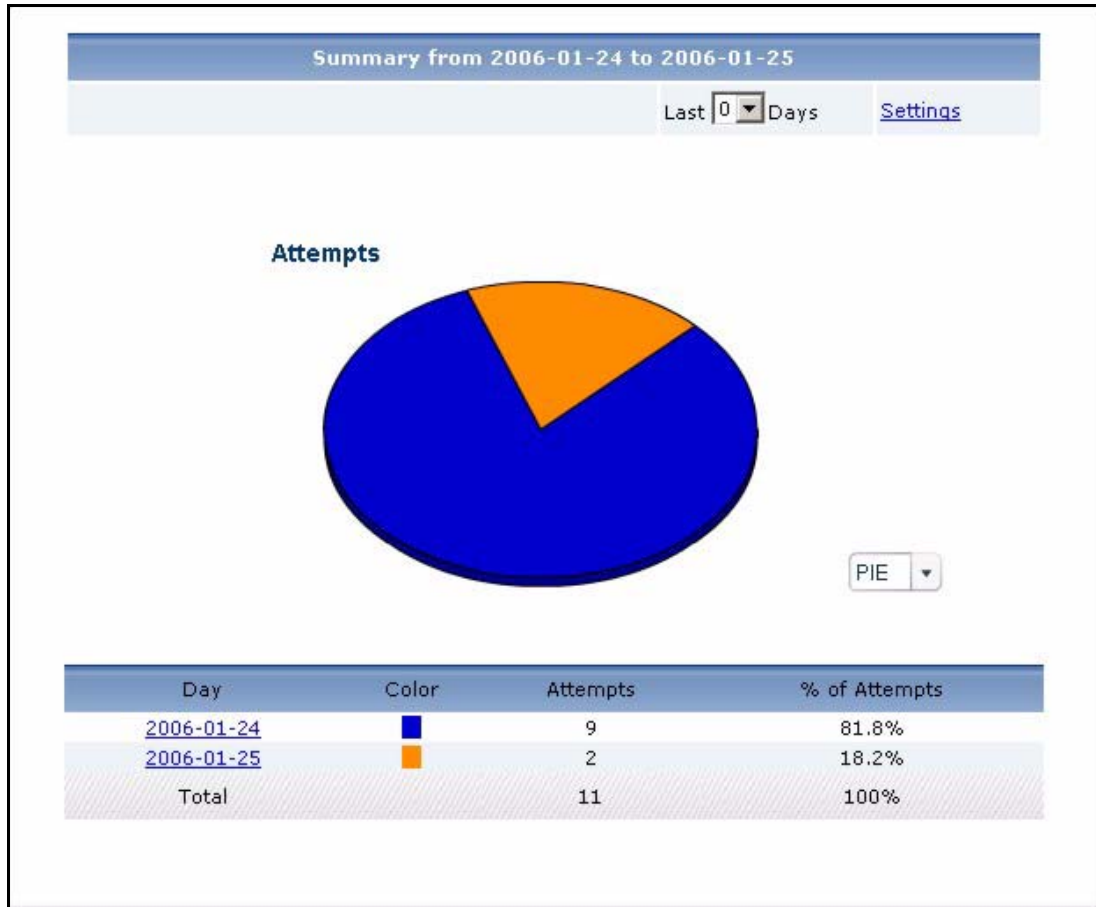 Summary from 2006-01-24 to 2006-01-25
Last 0 Days Settings
Attempts
PIE
Day Color Attempts % of Attempts
2006-01-24 9 81.8%
2006-01-25 2 18.2%
Total 11 100%